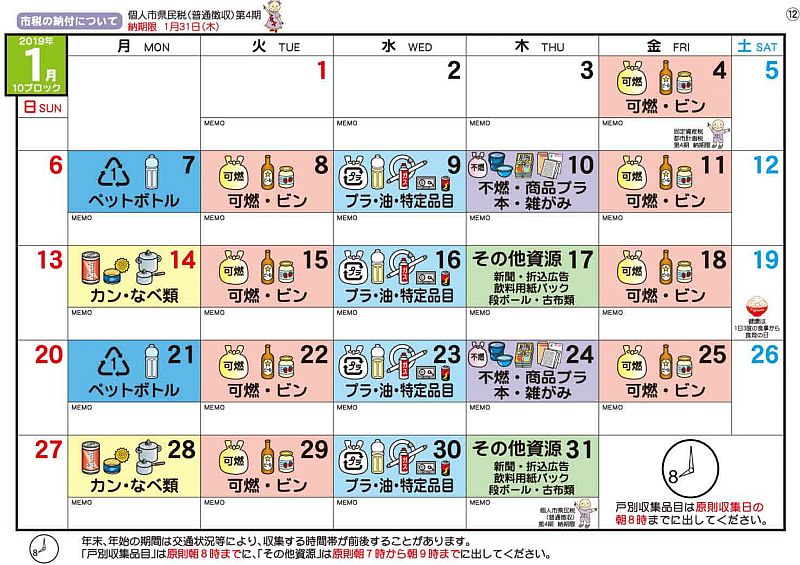 市税の納付について
個人市県民税(普通徴収)第4期
納期限 1月31日(木)
⑫
2019年
1月
10ブロック
日 SUN
月 MON
火 TUE
水 WED
木 THU
金 FRI
土 SAT
1
MEMO
2
MEMO
3
MEMO
可燃
4
可燃・ビン
MEMO
固定資産税
都市計画税
第4期 納期限
5
6
1
7
ペットボトル
MEMO
可燃
8
可燃・ビン
MEMO
プラ
9
プラ・油・特定品目
MEMO
不燃
10
不燃・商品プラ
本・雑がみ
MEMO
可燃
11
可燃・ビン
MEMO
12
13
14
カン・なべ類
MEMO
可燃
15
可燃・ビン
MEMO
プラ
16
プラ・油・特定品目
MEMO
その他資源 17
新聞・折込広告
飲料用紙パック
段ボール・古布類
MEMO
可燃
18
可燃・ビン
MEMO
19
健康は
1日3度の食事から
食育の日
20
1
21
ペットボトル
MEMO
可燃
22
可燃・ビン
MEMO
プラ
23
プラ・油・特定品目
MEMO
不燃
24
不燃・商品プラ
本・雑がみ
MEMO
可燃
25
可燃・ビン
MEMO
26
27
28
カン・なべ類
MEMO
可燃
29
可燃・ビン
MEMO
プラ
30
プラ・油・特定品目
MEMO
その他資源 31
新聞・折込広告
飲料用紙パック
段ボール・古布類
MEMO
個人市県民税
(普通徴収)
第4期 納期限
8
戸別収集品目は原則収集日の
朝8時までに出してください。
8
年末、年始の期間は交通状況等により、収集する時間帯が前後することがあります。
「戸別収集品目」は原則朝8時までに、「その他資源」は原則朝7時から朝9時までに出してください。